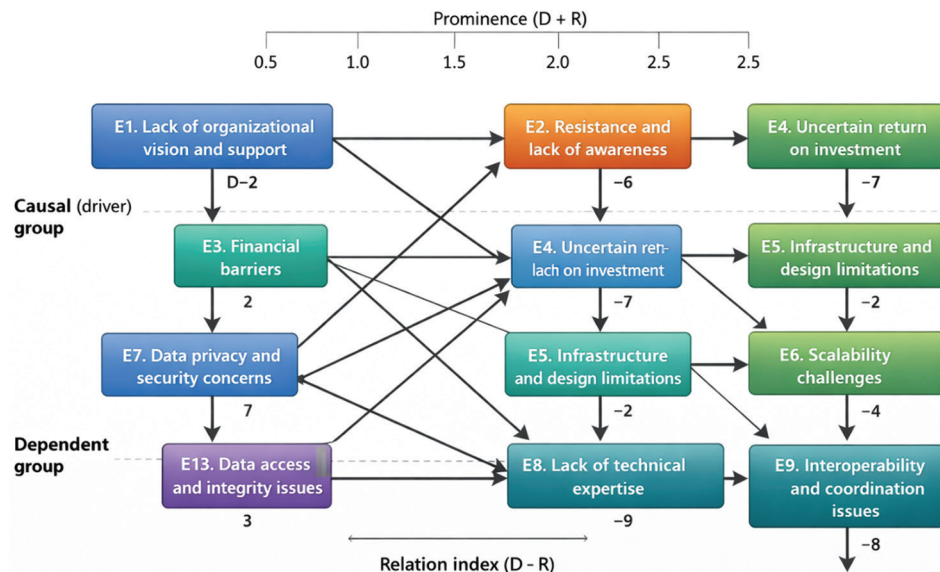 Prominence (D + R)
0.5 1.0 1.5 2.0 2.5 2.5
E1. Lack of organizational
vision and support
D–2
E2. Resistance and
lack of awareness
–6
E4. Uncertain return
on investment
–7
Causal (driver)
group
E3. Financial
barriers
2
E4. Uncertain reh-
lach on investment
–7
E5. Infrastructure and
design limitations
–2
E7. Data privacy and
security concerns
7
E5. Infrastructure
and design limitations
–2
E6. Scalability
challenges
–4
Dependent
group
E13. Data access
and integrity issues
3
E8. Lack of technical
expertise
–9
E9. Interoperability
and coordination
issues
–8
Relation index (D - R)